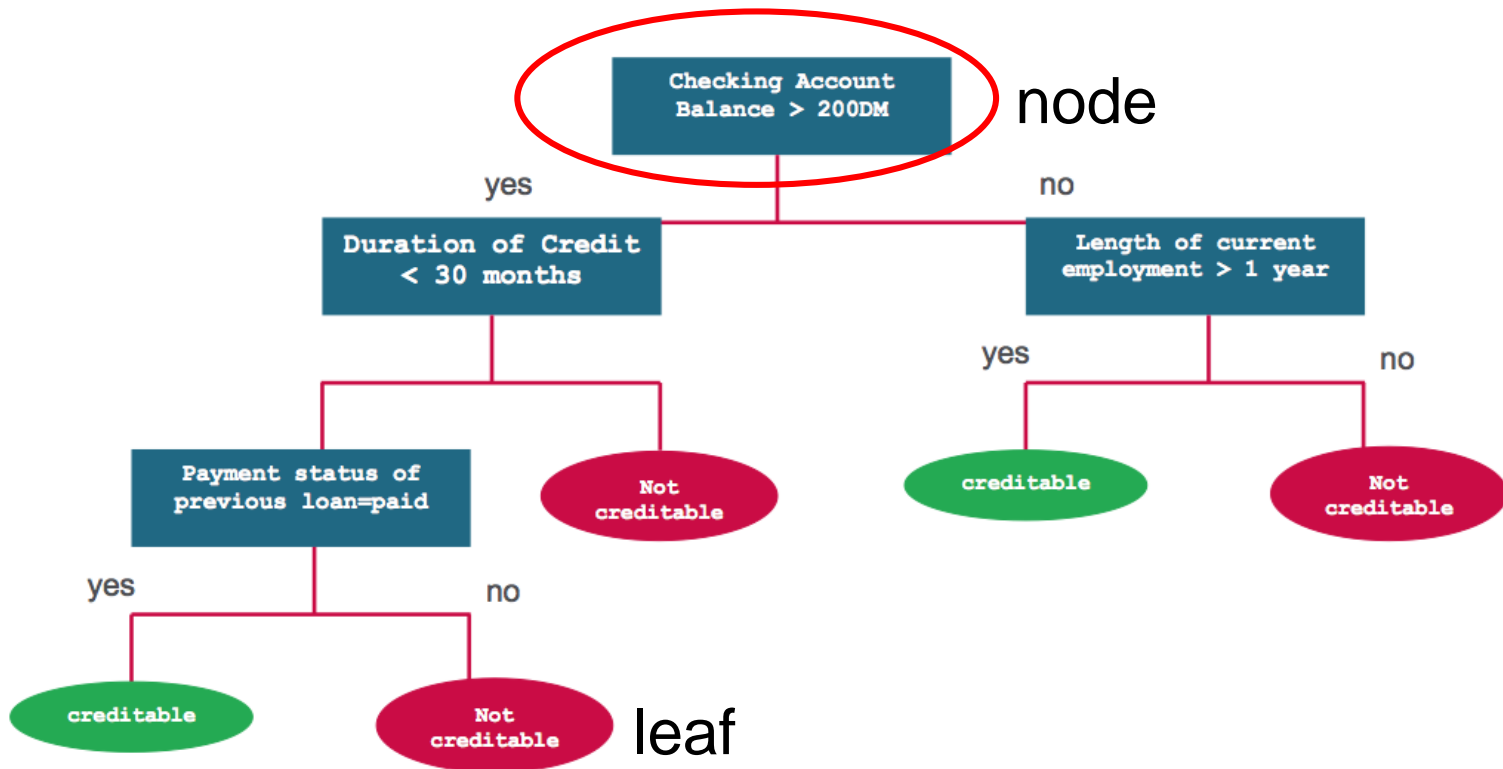 Checking Account
Balance > 200DM
node
yes
no
Duration of Credit
< 30 months
Length of current
employment > 1 year
yes
no
Payment status of
previous loan=paid
Not
creditable
creditable
Not
creditable
yes
no
creditable
Not
creditable
leaf